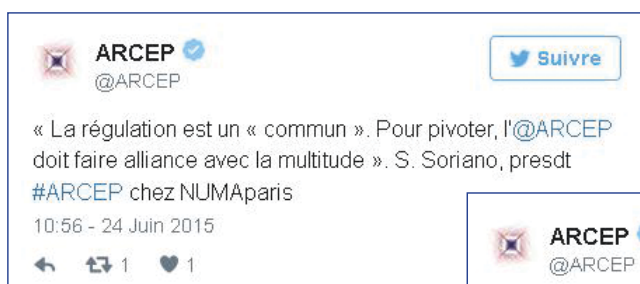 ARCEP
@ARCEP
Suivre
« La régulation est un « commun ». Pour pivoter, l'@ARCEP
doit faire alliance avec la multitude ». S. Soriano, presdt
#ARCEP chez NUMAparis
10:56 - 24 Juin 2015
1 1
ARCEP
@ARCEP